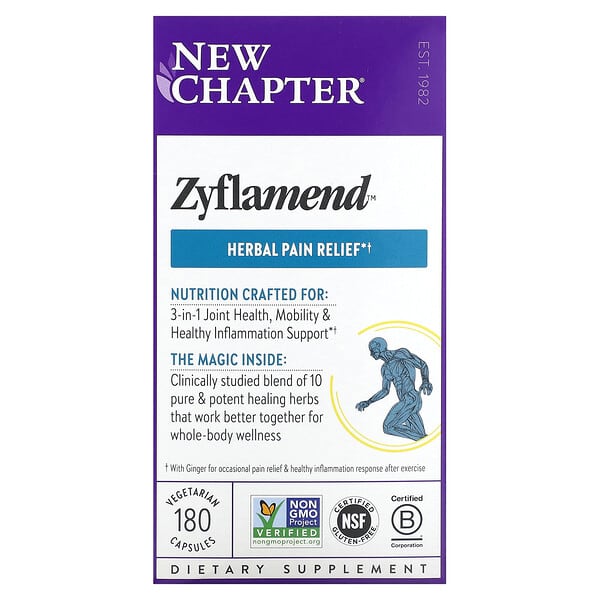 NEW
CHAPTER®
EST. 1982
Zyflamend™
HERBAL PAIN RELIEF*†
NUTRITION CRAFTED FOR:
3-in-1 Joint Health, Mobility &
Healthy Inflammation Support*†
THE MAGIC INSIDE:
Clinically studied blend of 10
pure & potent healing herbs
that work better together for
whole-body wellness
† With Ginger for occasional pain relief & healthy inflammation response after exercise
VEGETARIAN
180
CAPSULES
NON
GMO
Project
VERIFIED
nongmoproject.org
CERTIFIED
NSF
GLUTEN-FREE
Certified
B
Corporation
DIETARY SUPPLEMENT